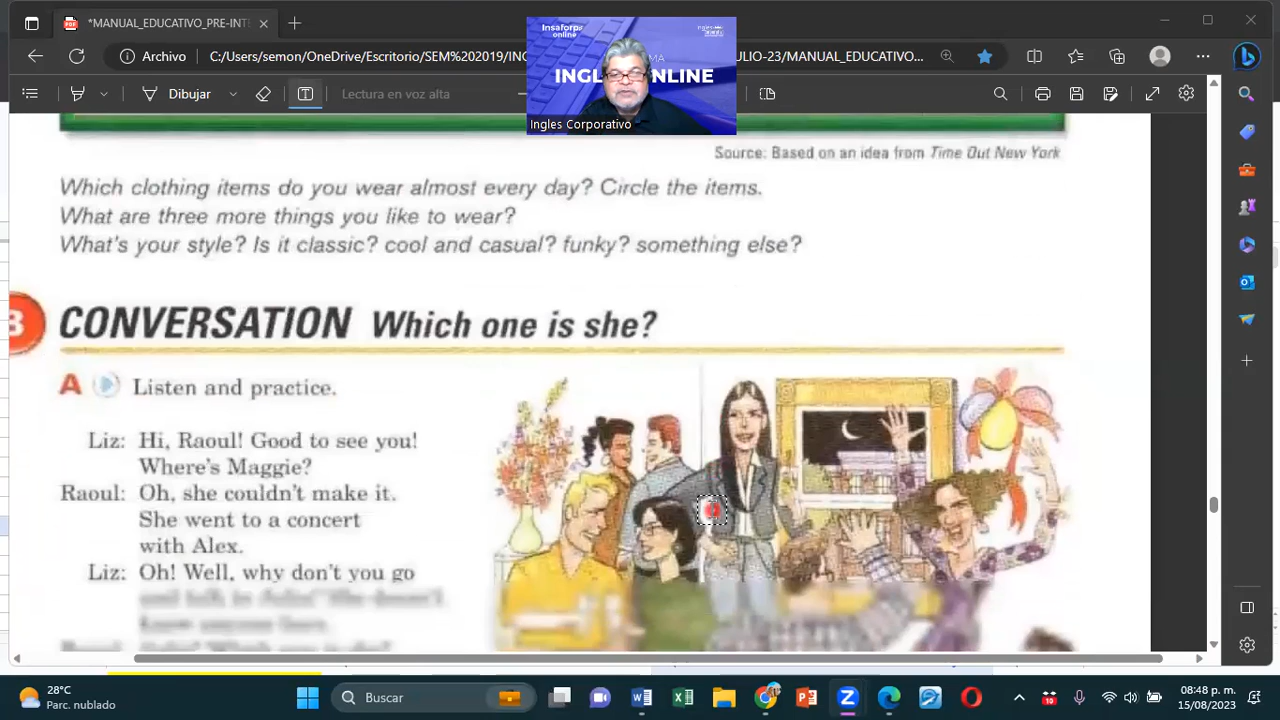 *MANUAL_EDUCATIVO_PRE-INT
Archivo
C:/Users/semon/OneDrive/Escritorio/SEM%202019/ING
JULIO-23/MANUAL_EDUCATIVO...
Dibujar
Lectura en voz alta
Insaforp
online
INGL
NLINE
Ingles Corporativo
Source: Based on an idea from Time Out New York
Which clothing items do you wear almost every day? Circle the items.
What are three more things you like to wear?
What's your style? Is it classic? cool and casual? funky? something else?
CONVERSATION Which one is she?
A Listen and practice.
Liz: Hi, Raoul! Good to see you!
Where's Maggie?
Raoul: Oh, she couldn't make it.
She went to a concert
with Alex.
Liz: Oh! Well, why don't you go
28°C
Parc. nublado
Buscar
10
08:48 p. m.
15/08/2023